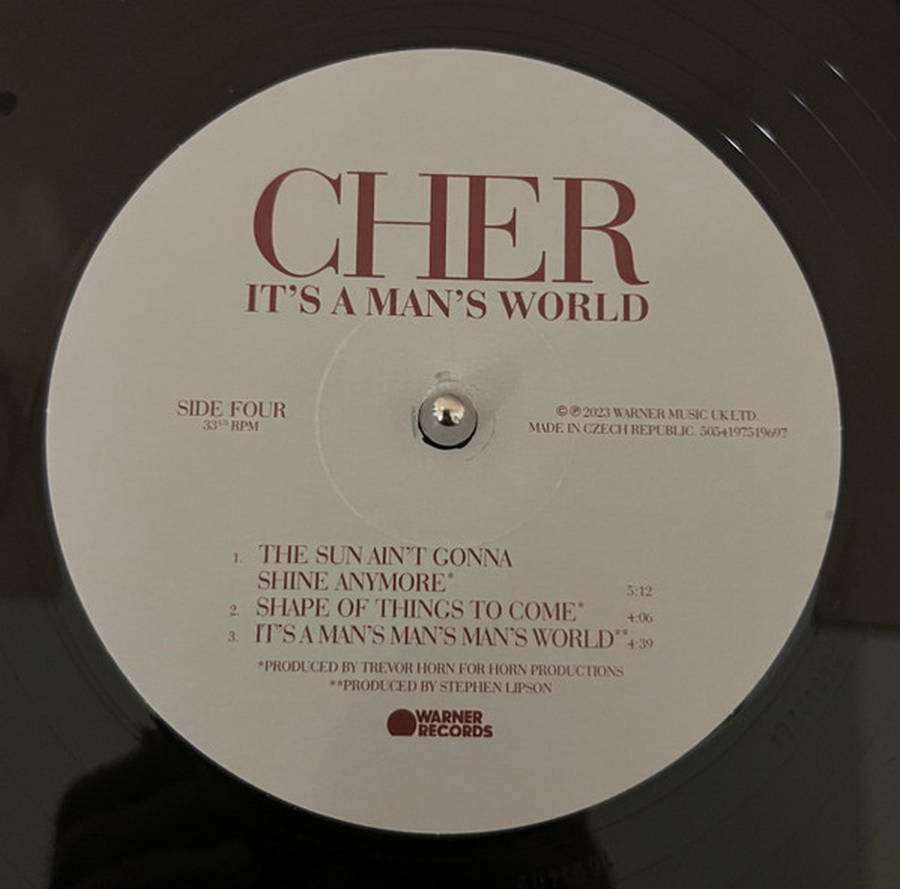 CHER
IT'S A MAN'S WORLD
SIDE FOUR
33 1/3 RPM
©℗ 2023 WARNER MUSIC UK LTD.
MADE IN CZECH REPUBLIC. 5054197519697
1. THE SUN AIN'T GONNA
SHINE ANYMORE* 5:12
2. SHAPE OF THINGS TO COME* 4:06
3. IT'S A MAN'S MAN'S MAN'S WORLD** 4:39
*PRODUCED BY TREVOR HORN FOR HORN PRODUCTIONS
**PRODUCED BY STEPHEN LIPSON
WARNER
RECORDS